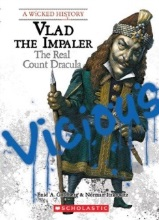 A WICKED HISTORY
VLAD
THE IMPALER
The Real
Count Dracula
Vicious
SCHOLASTIC